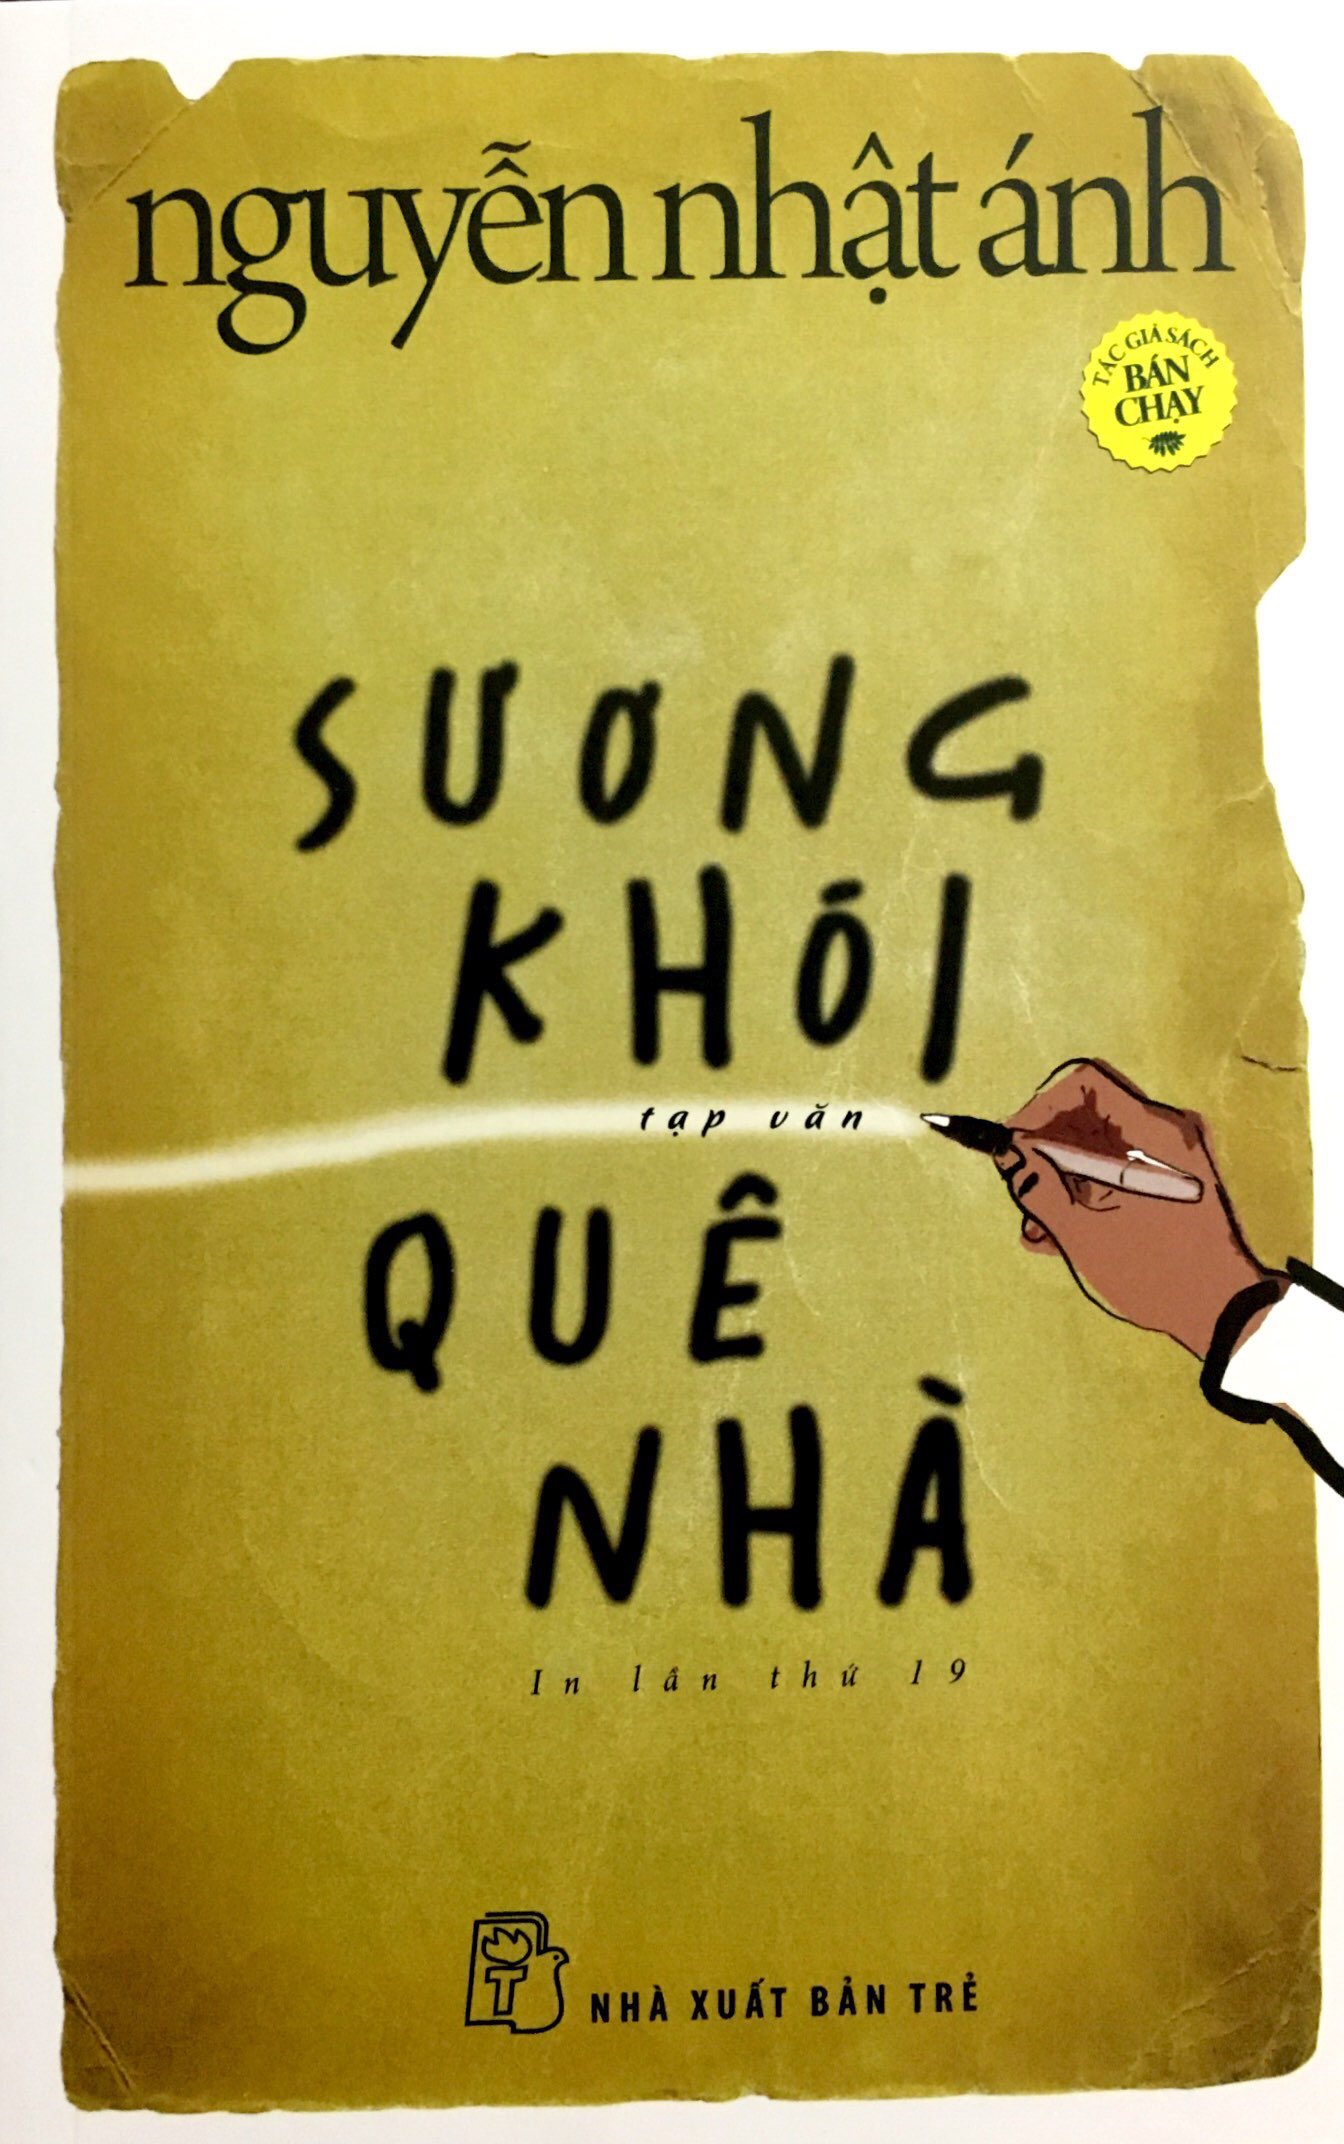 nguyễn nhật ánh
TÁC GIẢ SÁCH
BÁN
CHẠY
SƯƠNG
KHÓI
tạp văn
QUÊ
NHÀ
In lần thứ 19
T
NHÀ XUẤT BẢN TRẺ